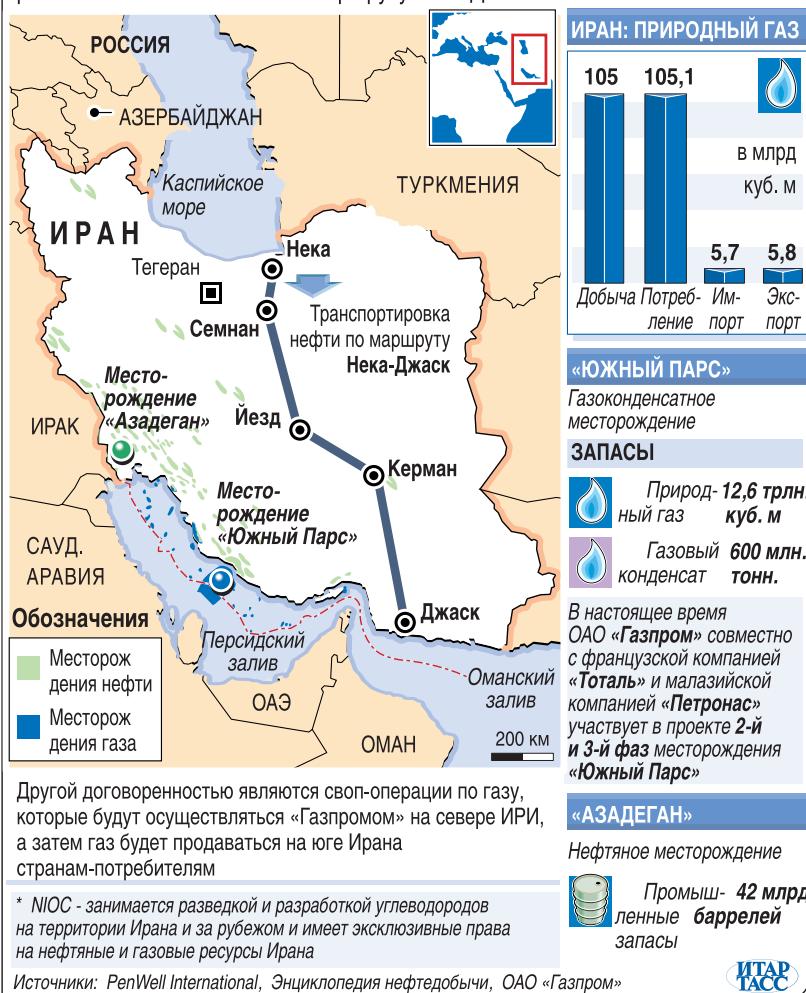 РОССИЯ
АЗЕРБАЙДЖАН
Каспийское
море
ТУРКМЕНИЯ
ИРАН
Тегеран
Нека
Семнан
Транспортировка
нефти по маршруту
Нека-Джаск
Место-
рождение
«Азадеган»
ИРАК
Йезд
Керман
Место-
рождение
«Южный Парс»
САУД.
АРАВИЯ
Джаск
Обозначения
Месторож
дения нефти
Месторож
дения газа
Персидский
залив
ОАЭ
Оманский
залив
ОМАН
200 км
Другой договоренностью являются своп-операции по газу,
которые будут осуществляться «Газпромом» на севере ИРИ,
а затем газ будет продаваться на юге Ирана
странам-потребителям
* NIOC - занимается разведкой и разработкой углеводородов
на территории Ирана и за рубежом и имеет эксклюзивные права
на нефтяные и газовые ресурсы Ирана
Источники: PenWell International, Энциклопедия нефтедобычи, ОАО «Газпром»
ИРАН: ПРИРОДНЫЙ ГАЗ
105 105,1
в млрд
куб. м
5,7 5,8
Добыча Потреб- Им- Экс-
ление порт порт
«ЮЖНЫЙ ПАРС»
Газоконденсатное
месторождение
ЗАПАСЫ
Природ- 12,6 трлн.
ный газ куб. м
Газовый 600 млн.
конденсат тонн.
В настоящее время
ОАО «Газпром» совместно
с французской компанией
«Тоталь» и малазийской
компанией «Петронас»
участвует в проекте 2-й
и 3-й фаз месторождения
«Южный Парс»
«АЗАДЕГАН»
Нефтяное месторождение
Промыш- 42 млрд
ленные баррелей
запасы
ИТАР
ТАСС